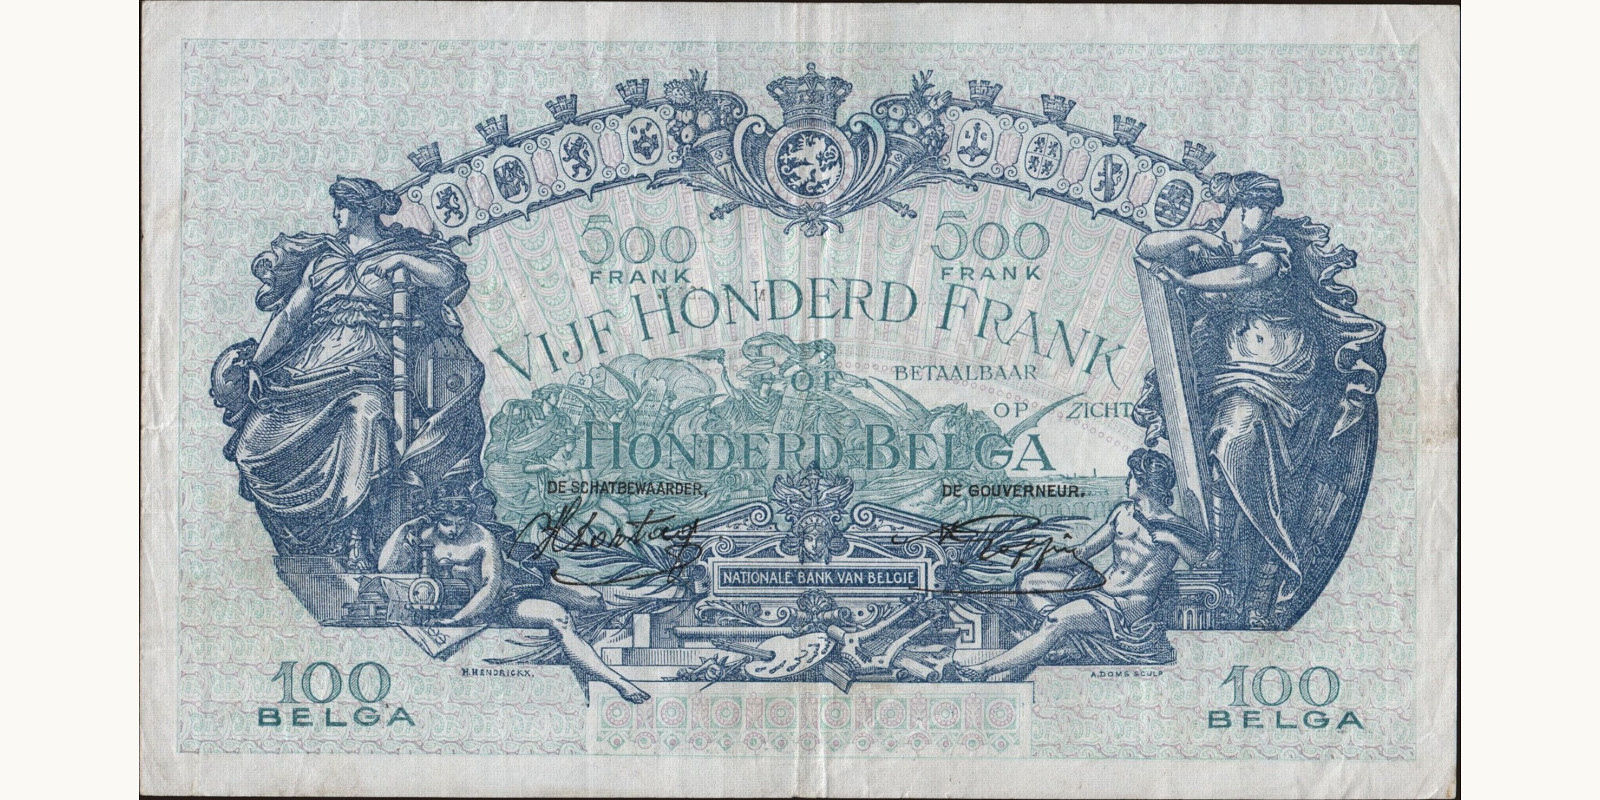 500 500
FRANK FRANK
VIJF HONDERD FRANK
OF BETAALBAAR
OP ZICHT
HONDERD BELGA
DE SCHATBEWAARDER, DE GOUVERNEUR.
NATIONALE BANK VAN BELGIE
H. HENDRICKX. A. DOMS SCULP
100 100
BELGA BELGA